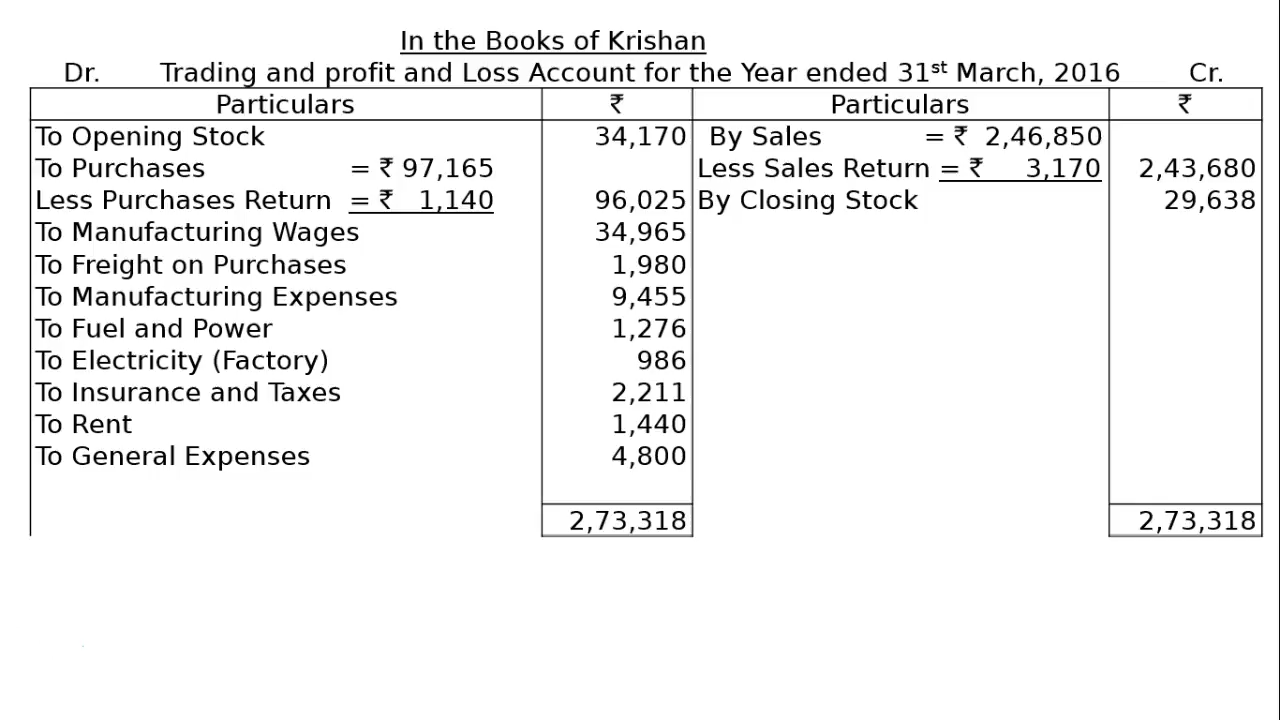 In the Books of Krishan
Dr. Trading and profit and Loss Account for the Year ended 31st March, 2016 Cr.
Particulars ₹ Particulars ₹
To Opening Stock 34,170 By Sales = ₹ 2,46,850
To Purchases = ₹ 97,165 Less Sales Return = ₹ 3,170 2,43,680
Less Purchases Return = ₹ 1,140 96,025 By Closing Stock 29,638
To Manufacturing Wages 34,965
To Freight on Purchases 1,980
To Manufacturing Expenses 9,455
To Fuel and Power 1,276
To Electricity (Factory) 986
To Insurance and Taxes 2,211
To Rent 1,440
To General Expenses 4,800
2,73,318 2,73,318